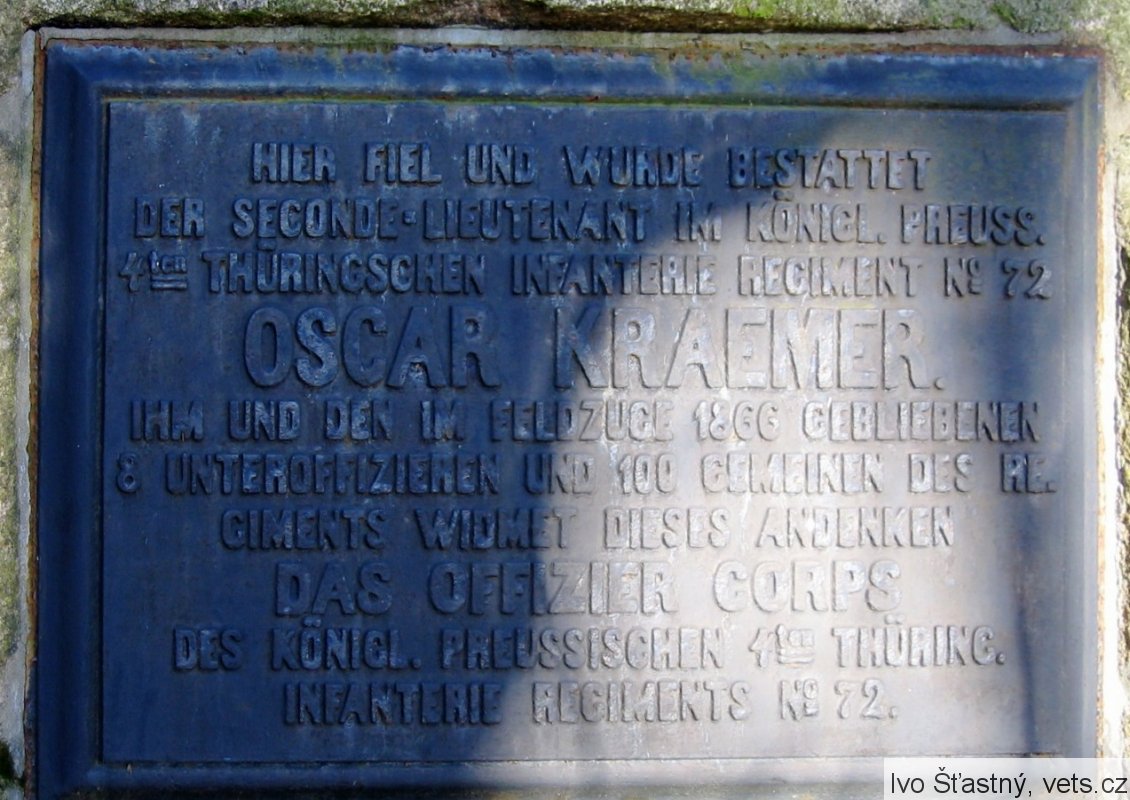 HIER FIEL UND WURDE BESTATTET
DER SECONDE-LIEUTENANT IM KÖNIGL. PREUSS.
4ten THÜRINGSCHEN INFANTERIE REGIMENT No 72
OSCAR KRAEMER.
IHM UND DEN IM FELDZUGE 1866 GEBLIEBENEN
8 UNTEROFFIZIEREN UND 100 GEMEINEN DES RE.
GIMENTS WIDMET DIESES ANDENKEN
DAS OFFIZIER CORPS
DES KÖNIGL. PREUSSISCHEN 4ten THÜRING.
INFANTERIE REGIMENTS No 72.
Ivo Šťastný, vets.cz